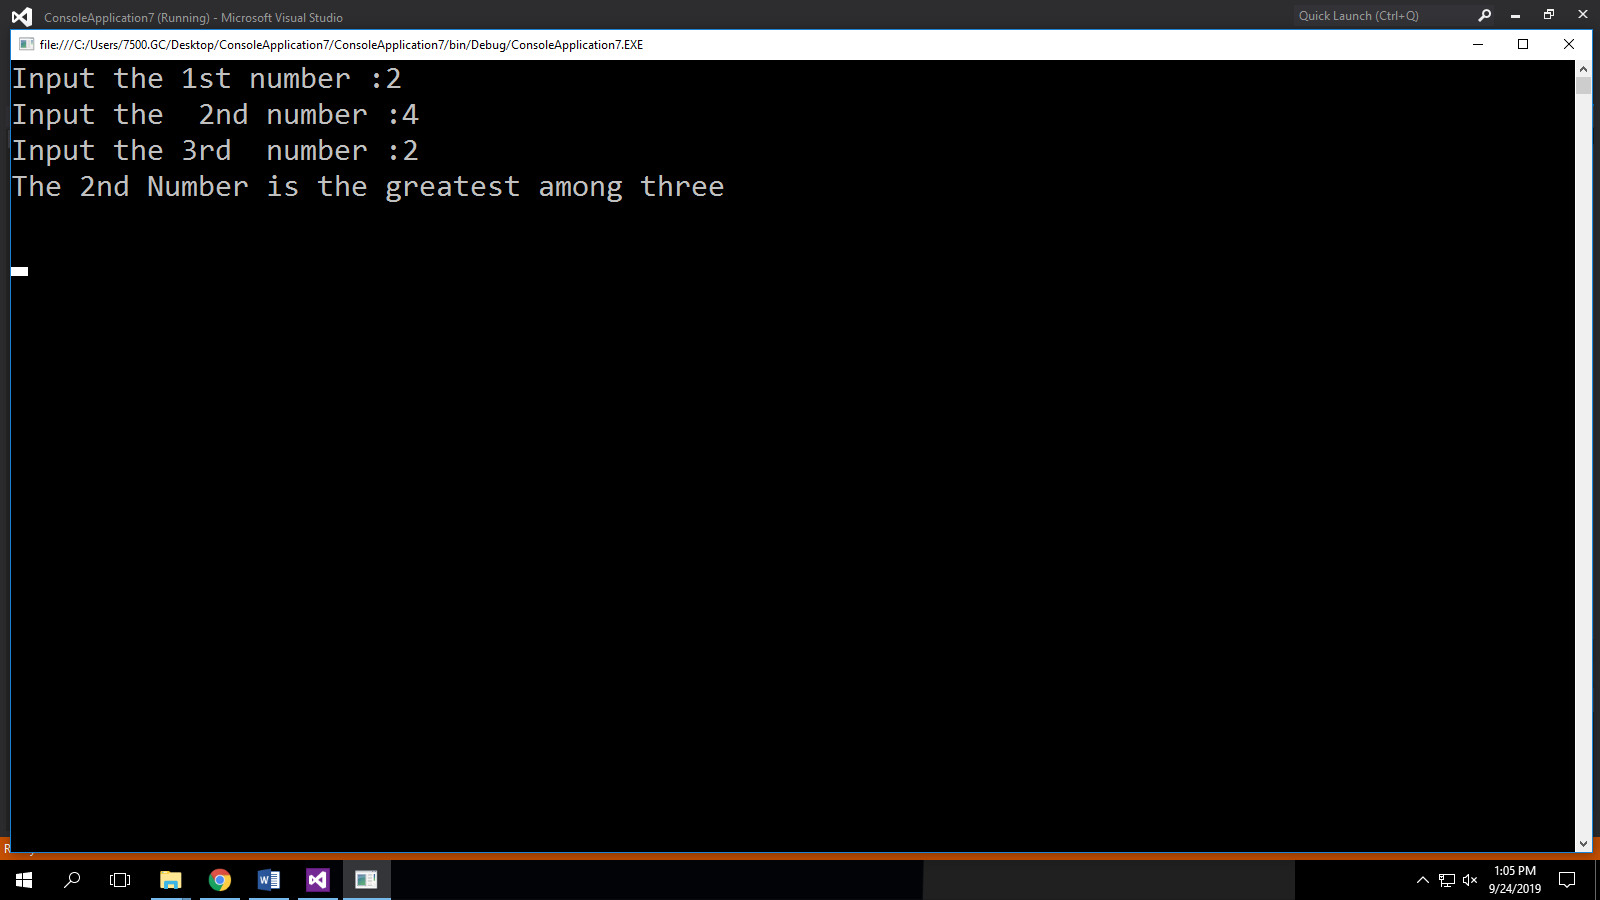 ConsoleApplication7 (Running) - Microsoft Visual Studio
Quick Launch (Ctrl+Q)
file:///C:/Users/7500.GC/Desktop/ConsoleApplication7/ConsoleApplication7/bin/Debug/ConsoleApplication7.EXE
Input the 1st number :2
Input the  2nd number :4
Input the 3rd  number :2
The 2nd Number is the greatest among three
1:05 PM
9/24/2019